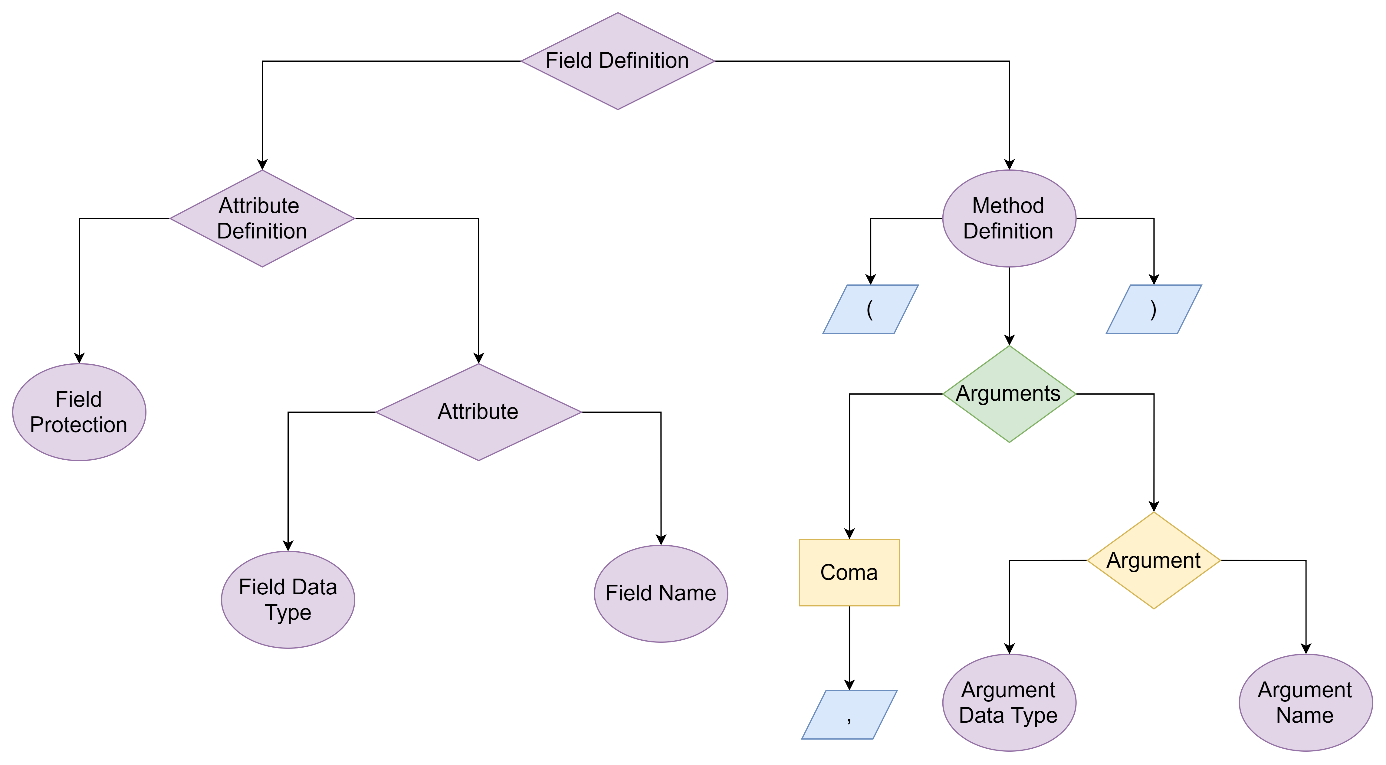 Field Definition
Attribute
Definition
Method
Definition
(
)
Field
Protection
Attribute
Arguments
Field Data
Type
Field Name
Coma
Argument
,
Argument
Data Type
Argument
Name